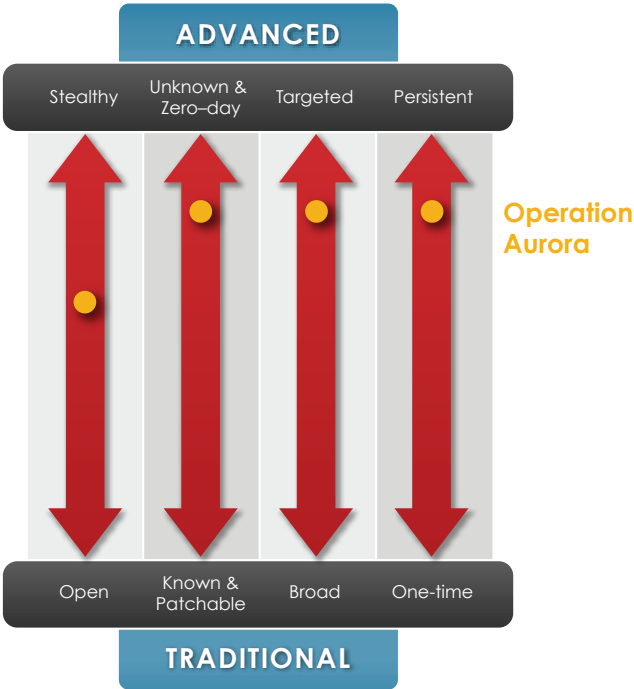 ADVANCED
Stealthy
Unknown &
Zero–day
Targeted
Persistent
Operation
Aurora
Open
Known &
Patchable
Broad
One-time
TRADITIONAL